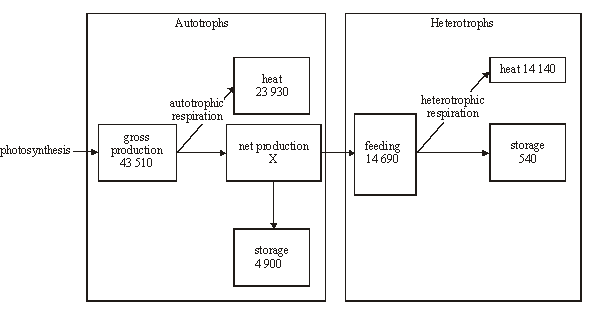 Autotrophs
Heterotrophs
heat
23 930
heat 14 140
autotrophic
respiration
heterotrophic
respiration
photosynthesis
gross
production
43 510
net production
X
feeding
14 690
storage
540
storage
4 900